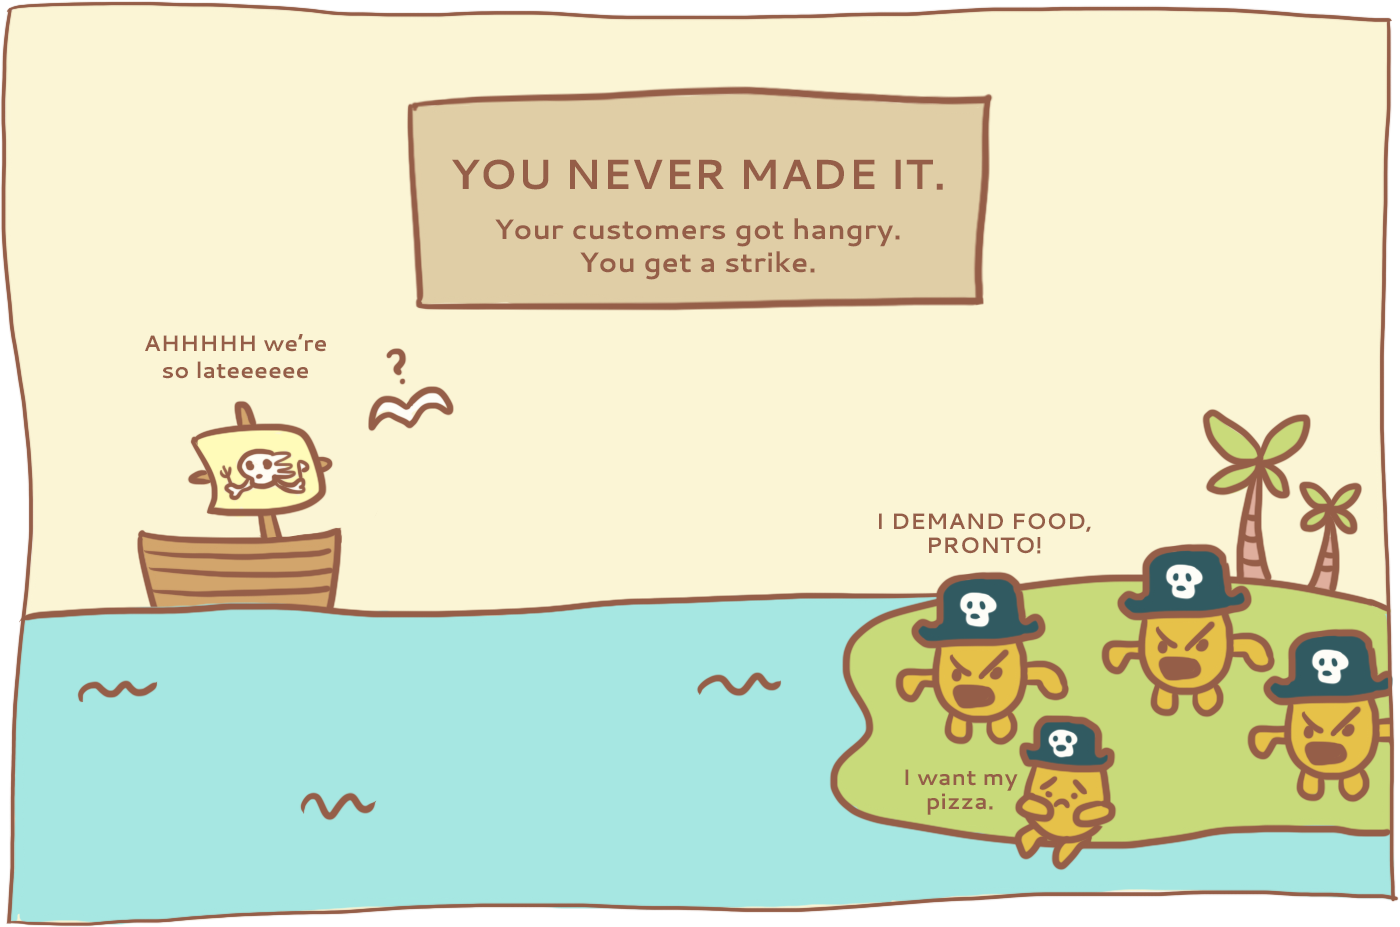 YOU NEVER MADE IT.
Your customers got hangry.
You get a strike.
AHHHHH we're
so lateeeeee
?
I DEMAND FOOD,
PRONTO!
I want my
pizza.